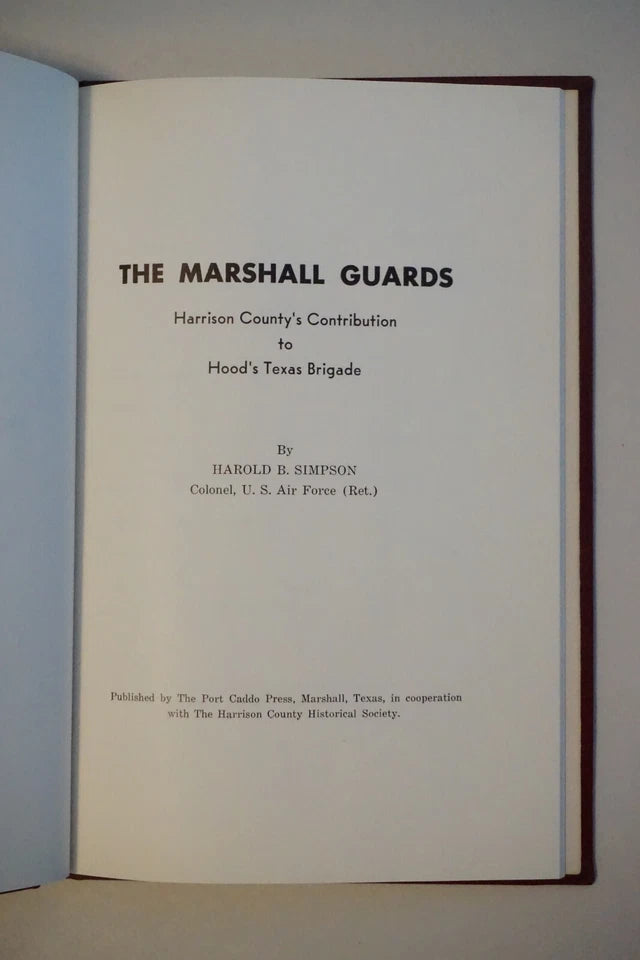 THE MARSHALL GUARDS
Harrison County's Contribution
to
Hood's Texas Brigade
By
HAROLD B. SIMPSON
Colonel, U. S. Air Force (Ret.)
Published by The Port Caddo Press, Marshall, Texas, in cooperation
with The Harrison County Historical Society.